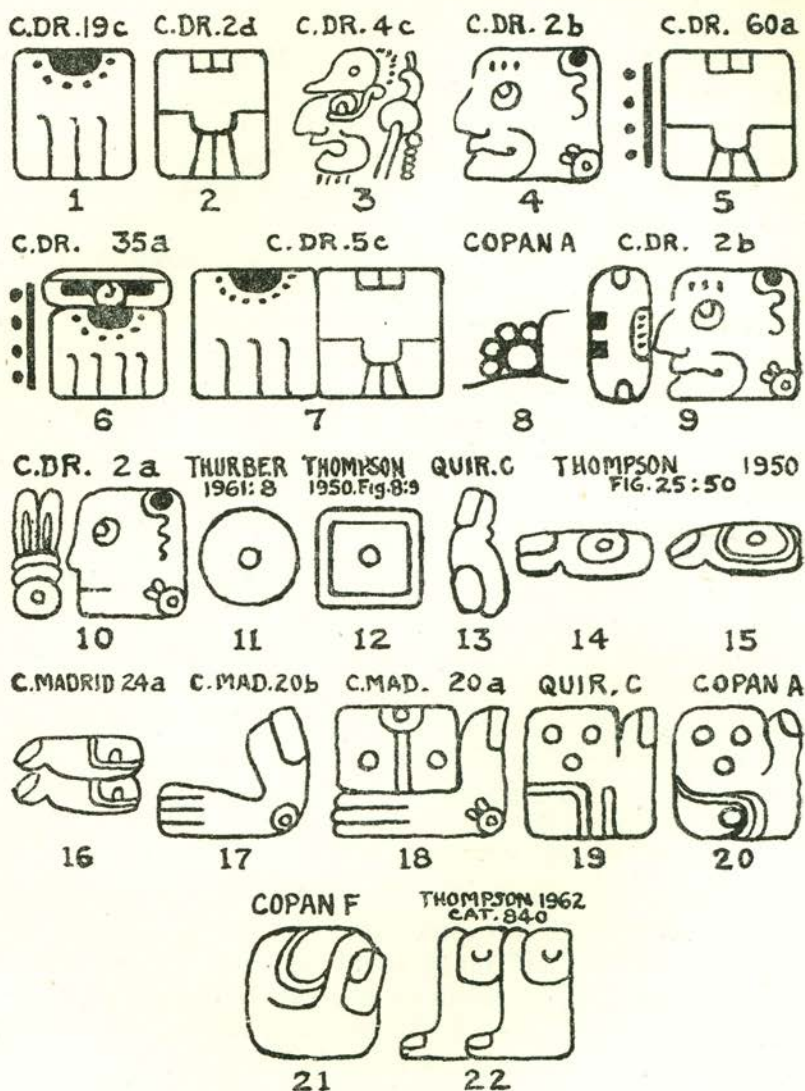 C.DR.19c C.DR.2d C.DR.4c C.DR.2b C.DR. 60a
1 2 3 4 5
C.DR. 35a C.DR.5c COPAN A C.DR. 2b
6 7 8 9
C.DR. 2a THURBER THOMPSON QUIR.C THOMPSON 1950
1961:8 1950.Fig.8:9 FIG. 25:50
10 11 12 13 14 15
C.MADRID 24a C.MAD.20b C.MAD. 20a QUIR, C COPAN A
16 17 18 19 20
COPAN F THOMPSON 1962
CAT. 840
21 22